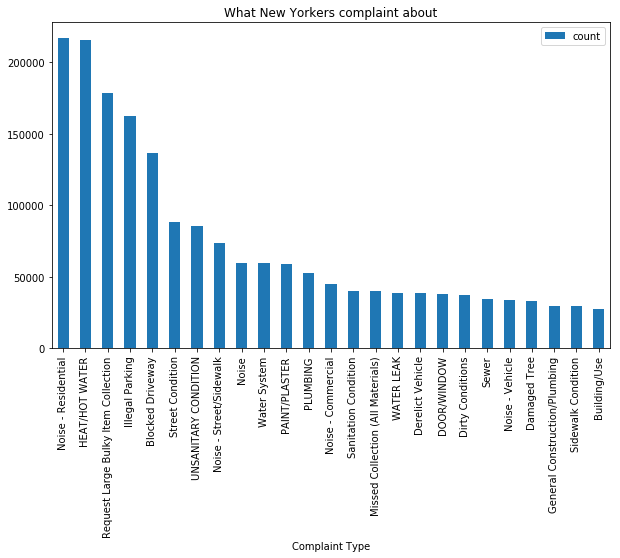 What New Yorkers complaint about
count
200000
150000
100000
50000
0
Noise - Residential
HEAT/HOT WATER
Request Large Bulky Item Collection
Illegal Parking
Blocked Driveway
Street Condition
UNSANITARY CONDITION
Noise - Street/Sidewalk
Noise
Water System
PAINT/PLASTER
PLUMBING
Noise - Commercial
Sanitation Condition
Missed Collection (All Materials)
WATER LEAK
Derelict Vehicle
DOOR/WINDOW
Dirty Conditions
Sewer
Noise - Vehicle
Damaged Tree
General Construction/Plumbing
Sidewalk Condition
Building/Use
Complaint Type